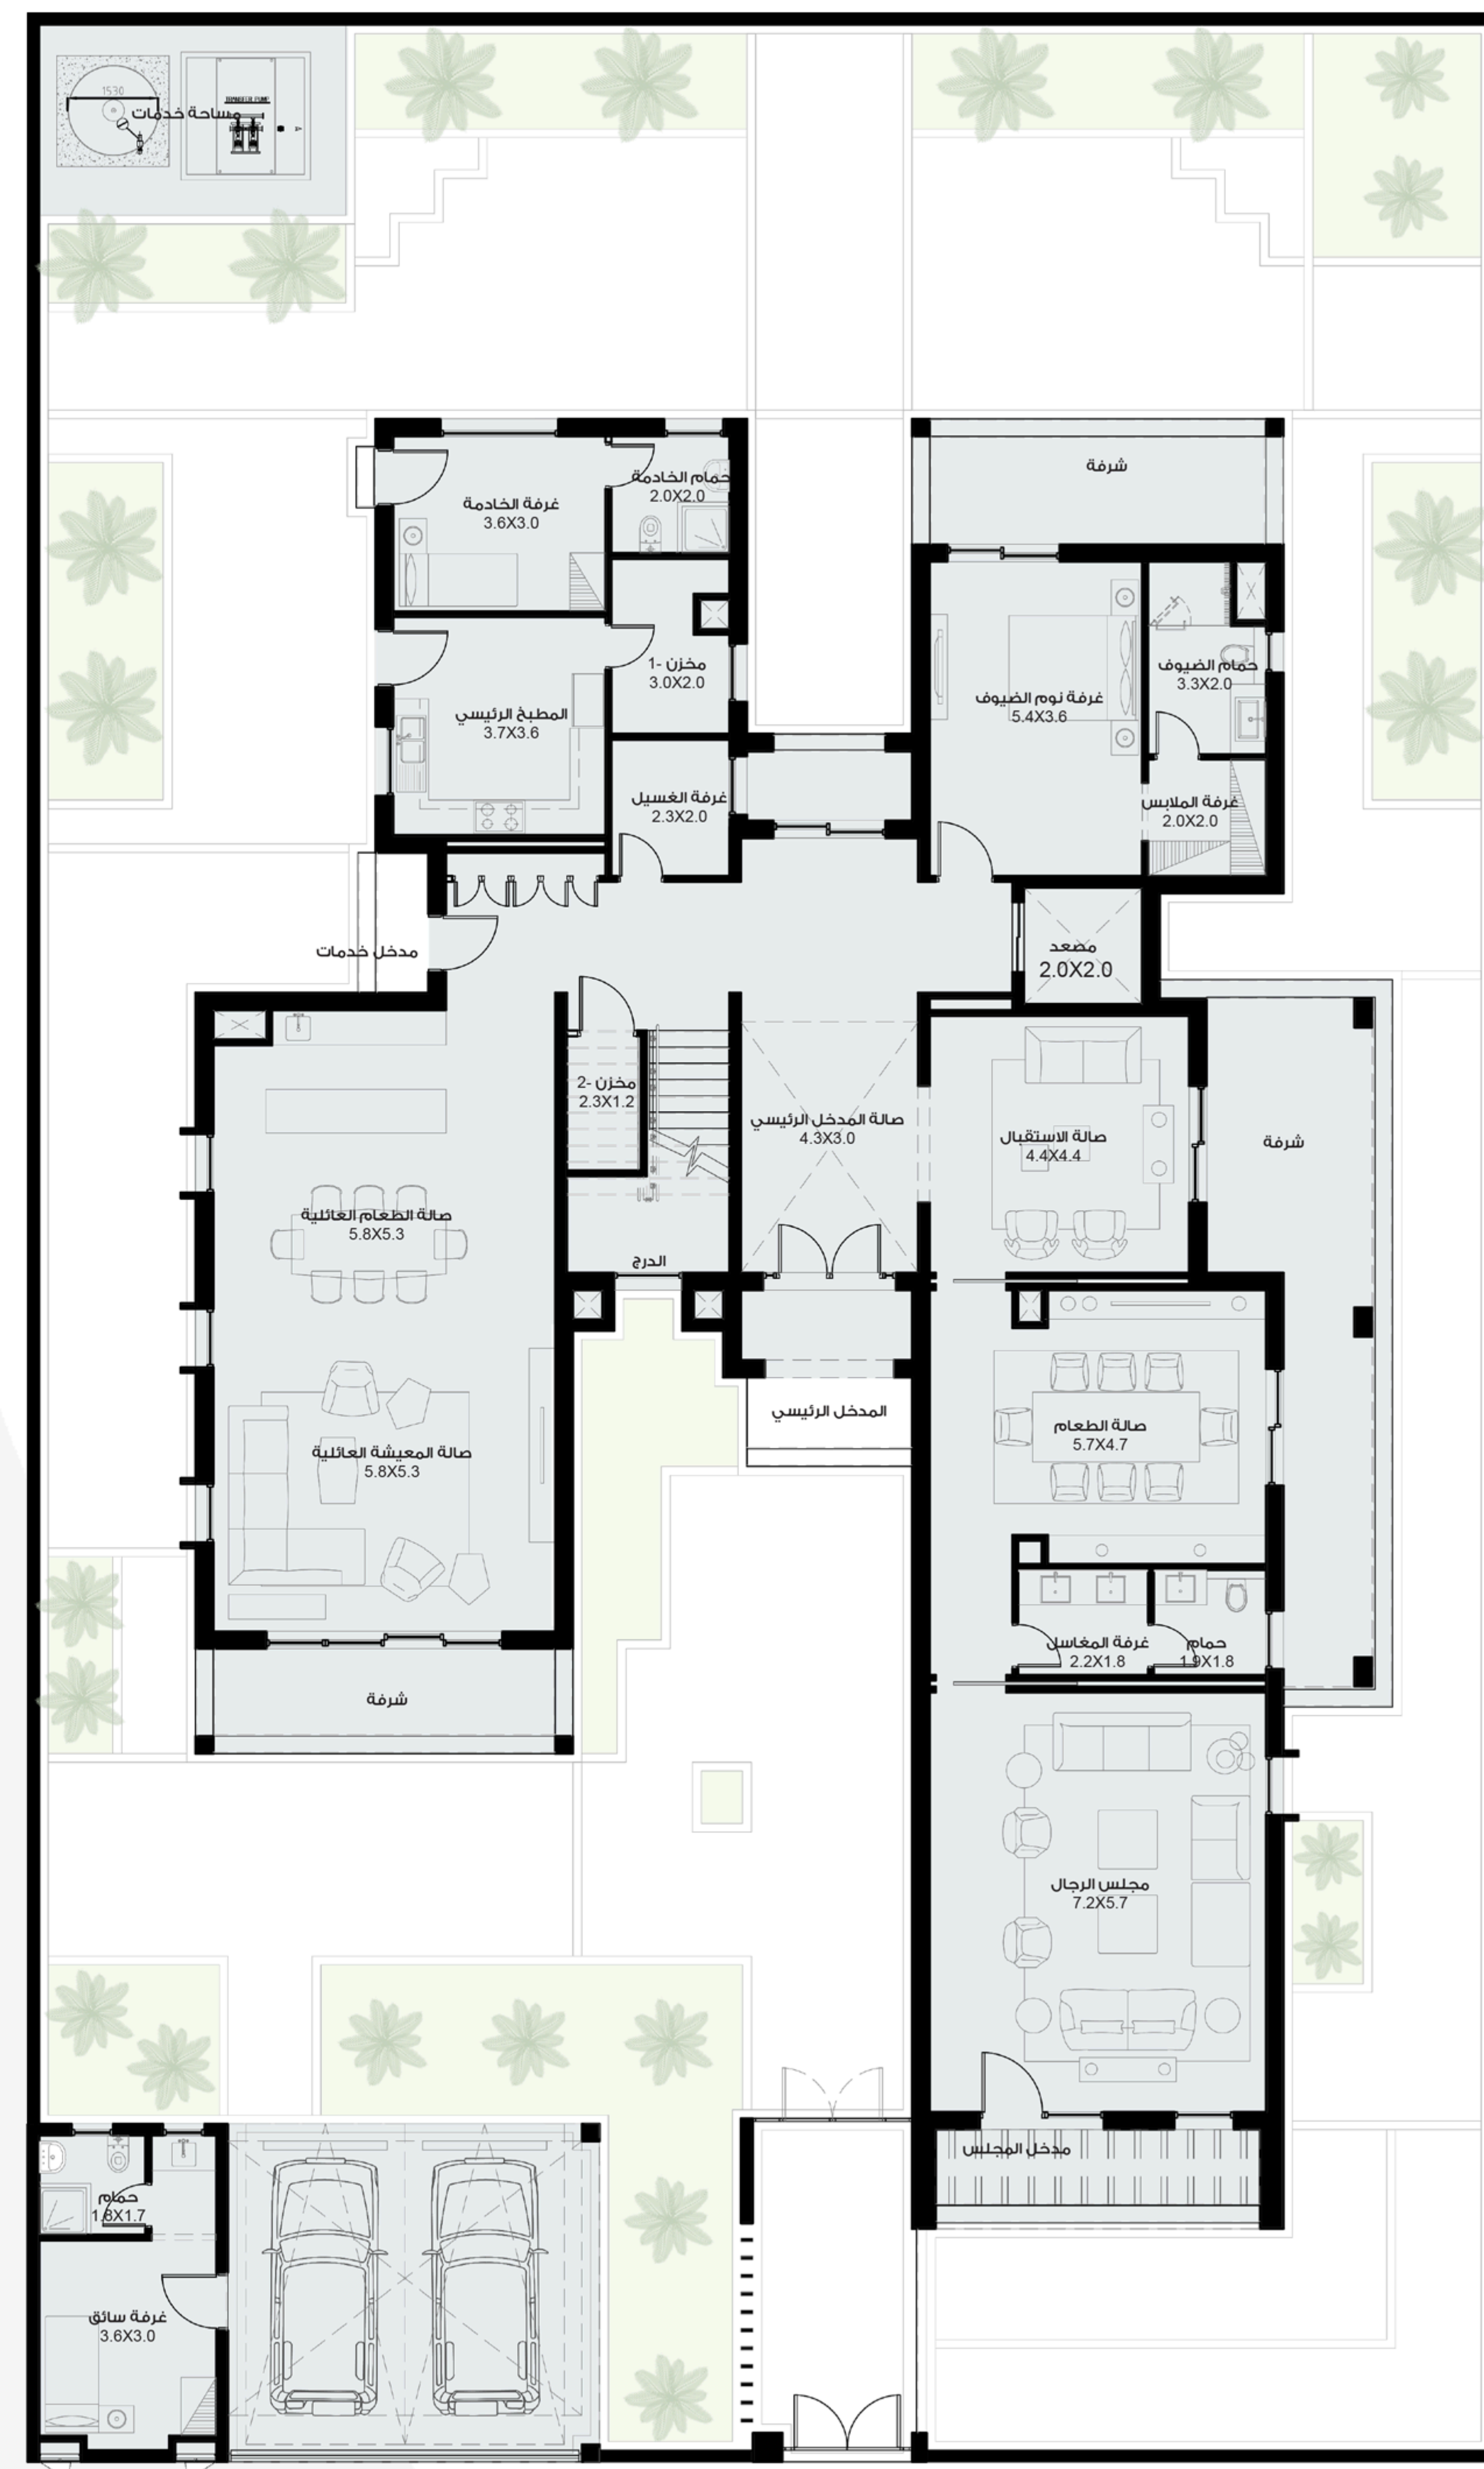 1530
مساحة خدمات
TRANSFER PUMP
شرفة
حمام الخادمة
2.0X2.0
غرفة الخادمة
3.6X3.0
مخزن -1
3.0X2.0
حمام الضيوف
3.3X2.0
غرفة نوم الضيوف
5.4X3.6
المطبخ الرئيسي
3.7X3.6
غرفة الغسيل
2.3X2.0
غرفة الملابس
2.0X2.0
مصعد
2.0X2.0
مدخل خدمات
مخزن -2
2.3X1.2
صالة المدخل الرئيسي
4.3X3.0
صالة الاستقبال
4.4X4.4
شرفة
صالة الطعام العائلية
5.8X5.3
الدرج
المدخل الرئيسي
صالة الطعام
5.7X4.7
صالة المعيشة العائلية
5.8X5.3
غرفة المغاسل
2.2X1.8
حمام
1.9X1.8
شرفة
مجلس الرجال
7.2X5.7
مدخل المجلس
حمام
1.8X1.7
غرفة سائق
3.6X3.0